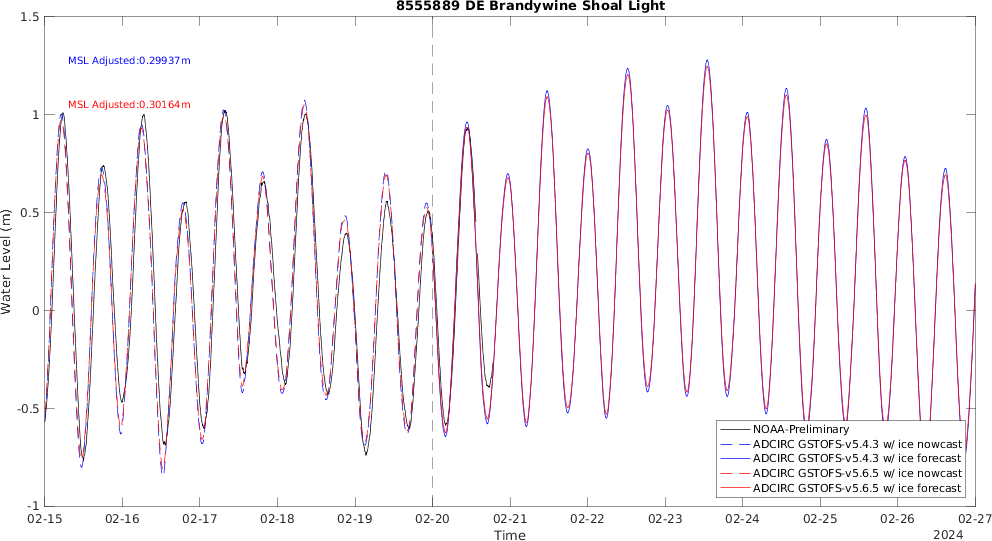 8555889 DE Brandywine Shoal Light
1.5
MSL Adjusted:0.29937m
MSL Adjusted:0.30164m
1
0.5
0
-0.5
-1
Water Level (m)
NOAA-Preliminary
ADCIRC GSTOFS-v5.4.3 w/ ice nowcast
ADCIRC GSTOFS-v5.4.3 w/ ice forecast
ADCIRC GSTOFS-v5.6.5 w/ ice nowcast
ADCIRC GSTOFS-v5.6.5 w/ ice forecast
02-15 02-16 02-17 02-18 02-19 02-20 02-21 02-22 02-23 02-24 02-25 02-26 02-27
Time
2024